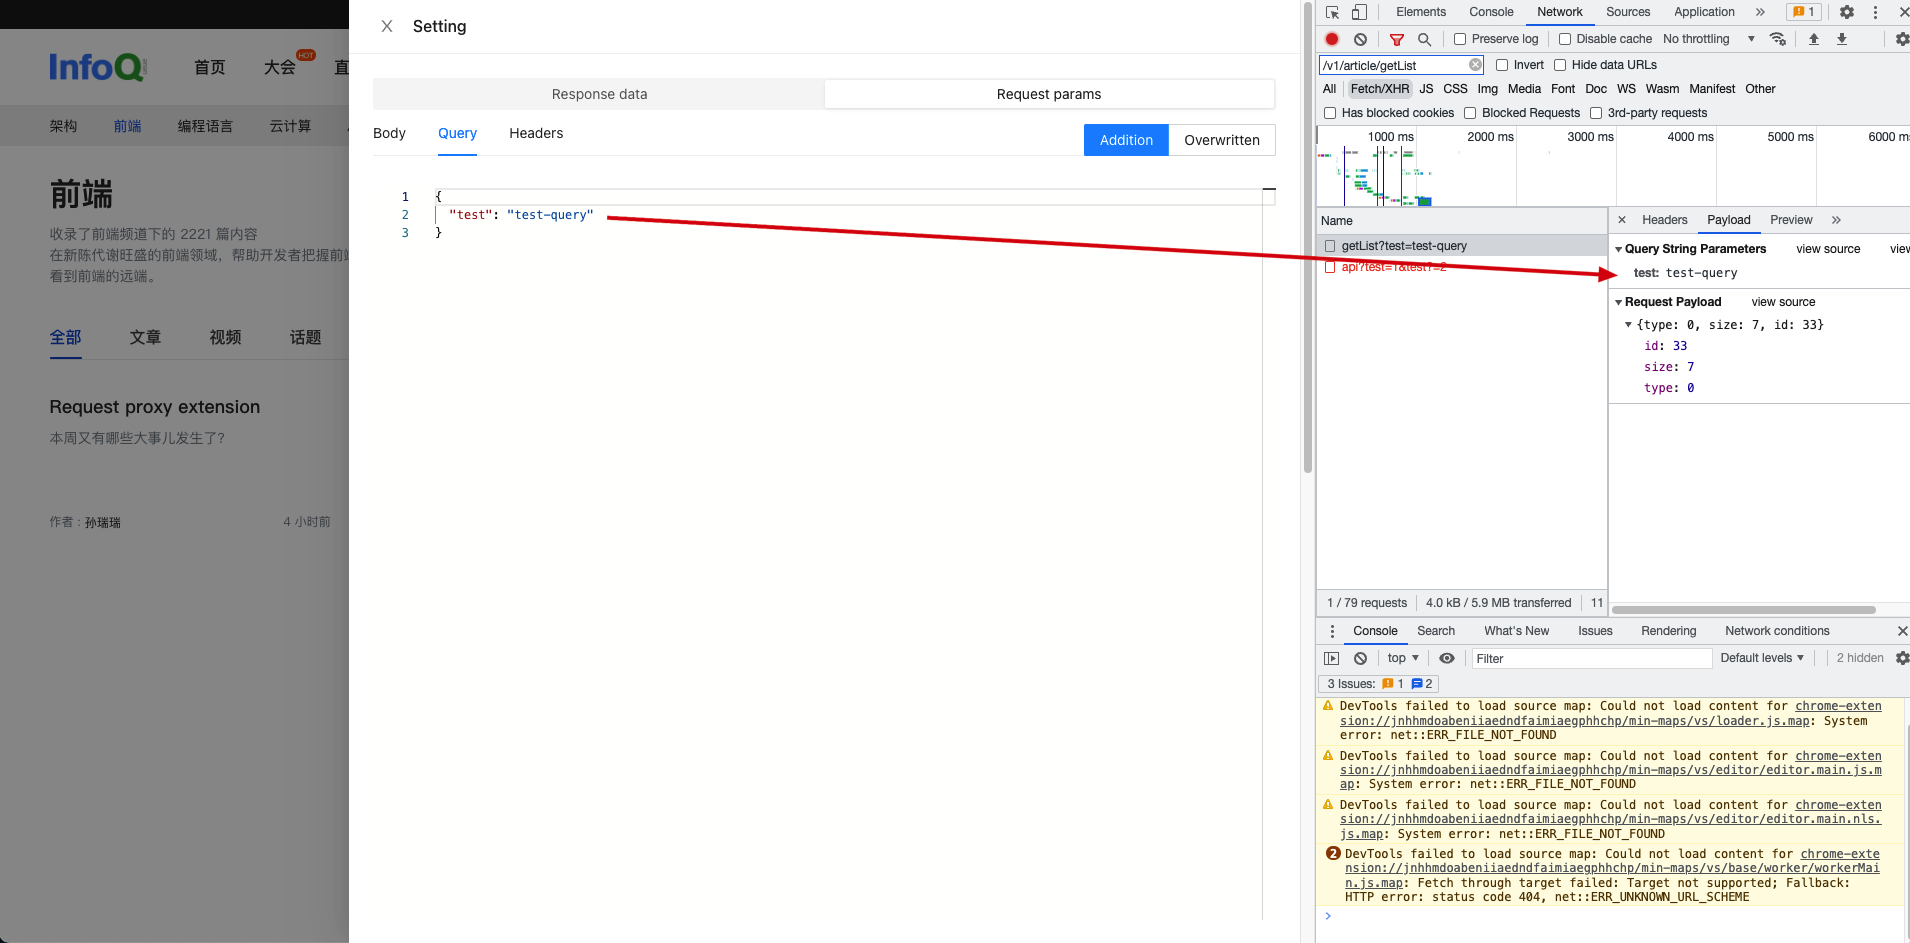 InfoQ
首页
大会
HOT
架构
前端
编程语言
云计算
前端
收录了前端频道下的 2221 篇内容
在新陈代谢旺盛的前端领域，帮助开发者把握前
看到前端的远端。
全部
文章
视频
话题
Request proxy extension
本周又有哪些大事儿发生了？
作者：孙瑞瑞
4 小时前
Setting
Response data
Request params
Body
Query
Headers
Addition
Overwritten
1 {
2 "test": "test-query"
3 }
Elements
Console
Network
Sources
Application
»
1
Preserve log
Disable cache
No throttling
/v1/article/getList
Invert
Hide data URLs
All
Fetch/XHR
JS
CSS
Img
Media
Font
Doc
WS
Wasm
Manifest
Other
Has blocked cookies
Blocked Requests
3rd-party requests
1000 ms
2000 ms
3000 ms
4000 ms
5000 ms
6000 m
Name
getList?test=test-query
api?test=1&test?=2
Headers
Payload
Preview
»
Query String Parameters
view source
test: test-query
Request Payload
view source
{type: 0, size: 7, id: 33}
id: 33
size: 7
type: 0
1 / 79 requests
4.0 kB / 5.9 MB transferred
11
Console
Search
What's New
Issues
Rendering
Network conditions
top
Filter
Default levels
2 hidden
3 Issues:
1
2
DevTools failed to load source map: Could not load content for chrome-exten
sion://jnhhmdoabeniiaedndfaimiaegphhchp/min-maps/vs/loader.js.map: System
error: net::ERR_FILE_NOT_FOUND
DevTools failed to load source map: Could not load content for chrome-exten
sion://jnhhmdoabeniiaedndfaimiaegphhchp/min-maps/vs/editor/editor.main.js.m
ap: System error: net::ERR_FILE_NOT_FOUND
DevTools failed to load source map: Could not load content for chrome-exten
sion://jnhhmdoabeniiaedndfaimiaegphhchp/min-maps/vs/editor/editor.main.nls.
js.map: System error: net::ERR_FILE_NOT_FOUND
2
DevTools failed to load source map: Could not load content for chrome-exte
nsion://jnhhmdoabeniiaedndfaimiaegphhchp/min-maps/vs/base/worker/workerMai
n.js.map: Fetch through target failed: Target not supported; Fallback:
HTTP error: status code 404, net::ERR_UNKNOWN_URL_SCHEME